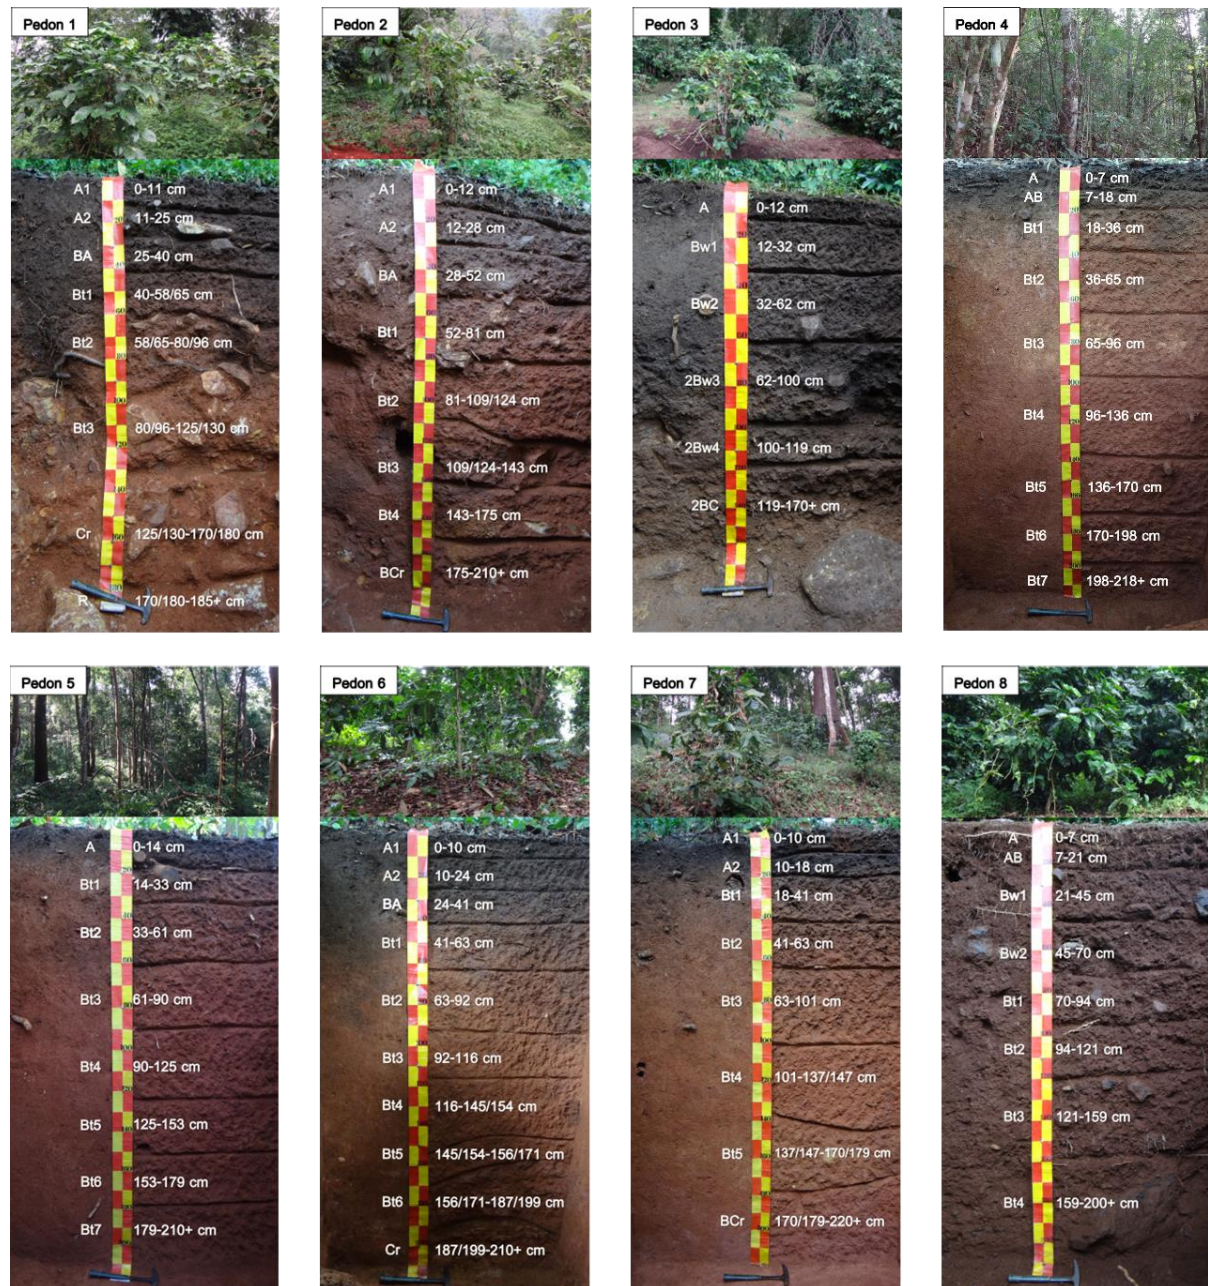 Pedon 1
A1 0-11 cm
A2 11-25 cm
BA 25-40 cm
Bt1 40-58/65 cm
Bt2 58/65-80/96 cm
Bt3 80/96-125/130 cm
Cr 125/130-170/180 cm
R 170/180-185+ cm
Pedon 2
A1 0-12 cm
A2 12-28 cm
BA 28-52 cm
Bt1 52-81 cm
Bt2 81-109/124 cm
Bt3 109/124-143 cm
Bt4 143-175 cm
BCr 175-210+ cm
Pedon 3
A 0-12 cm
Bw1 12-32 cm
Bw2 32-62 cm
2Bw3 62-100 cm
2Bw4 100-119 cm
2BC 119-170+ cm
Pedon 4
A 0-7 cm
AB 7-18 cm
Bt1 18-36 cm
Bt2 36-65 cm
Bt3 65-96 cm
Bt4 96-136 cm
Bt5 136-170 cm
Bt6 170-198 cm
Bt7 198-218+ cm
Pedon 5
A 0-14 cm
Bt1 14-33 cm
Bt2 33-61 cm
Bt3 61-90 cm
Bt4 90-125 cm
Bt5 125-153 cm
Bt6 153-179 cm
Bt7 179-210+ cm
Pedon 6
A1 0-10 cm
A2 10-24 cm
BA 24-41 cm
Bt1 41-63 cm
Bt2 63-92 cm
Bt3 92-116 cm
Bt4 116-145/154 cm
Bt5 145/154-156/171 cm
Bt6 156/171-187/199 cm
Cr 187/199-210+ cm
Pedon 7
A1 0-10 cm
A2 10-18 cm
Bt1 18-41 cm
Bt2 41-63 cm
Bt3 63-101 cm
Bt4 101-137/147 cm
Bt5 137/147-170/179 cm
BCr 170/179-220+ cm
Pedon 8
A 0-7 cm
AB 7-21 cm
Bw1 21-45 cm
Bw2 45-70 cm
Bt1 70-94 cm
Bt2 94-121 cm
Bt3 121-159 cm
Bt4 159-200+ cm